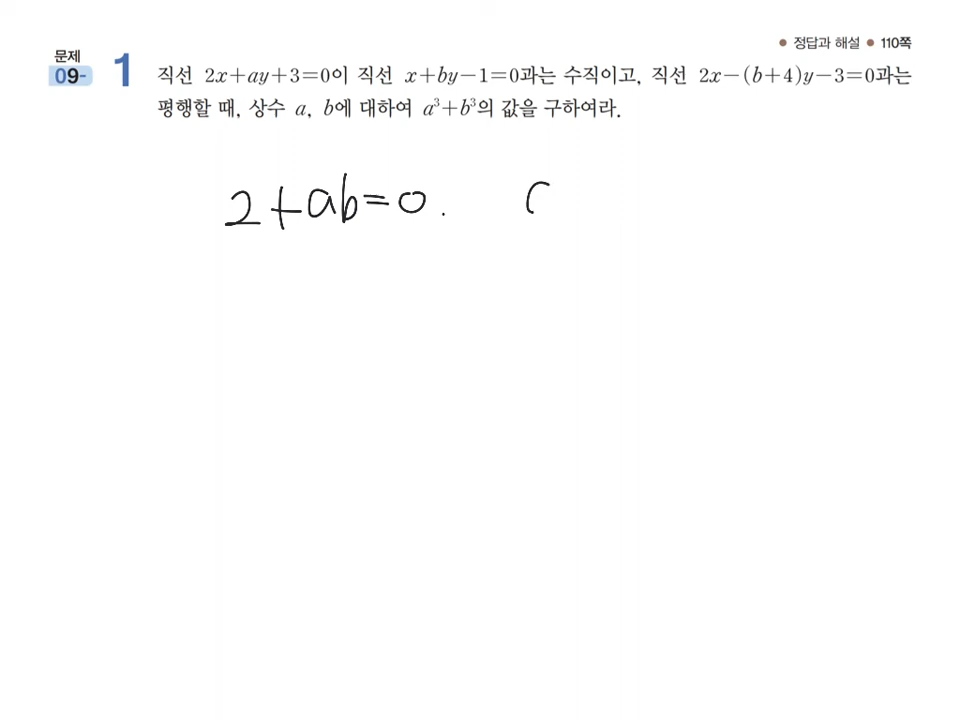 ● 정답과 해설 ● 110쪽
문제
09- 1 직선 2x+ay+3=0이 직선 x+by-1=0과는 수직이고, 직선 2x-(b+4)y-3=0과는
평행할 때, 상수 a, b에 대하여 a³+b³의 값을 구하여라.
2+ab=0.